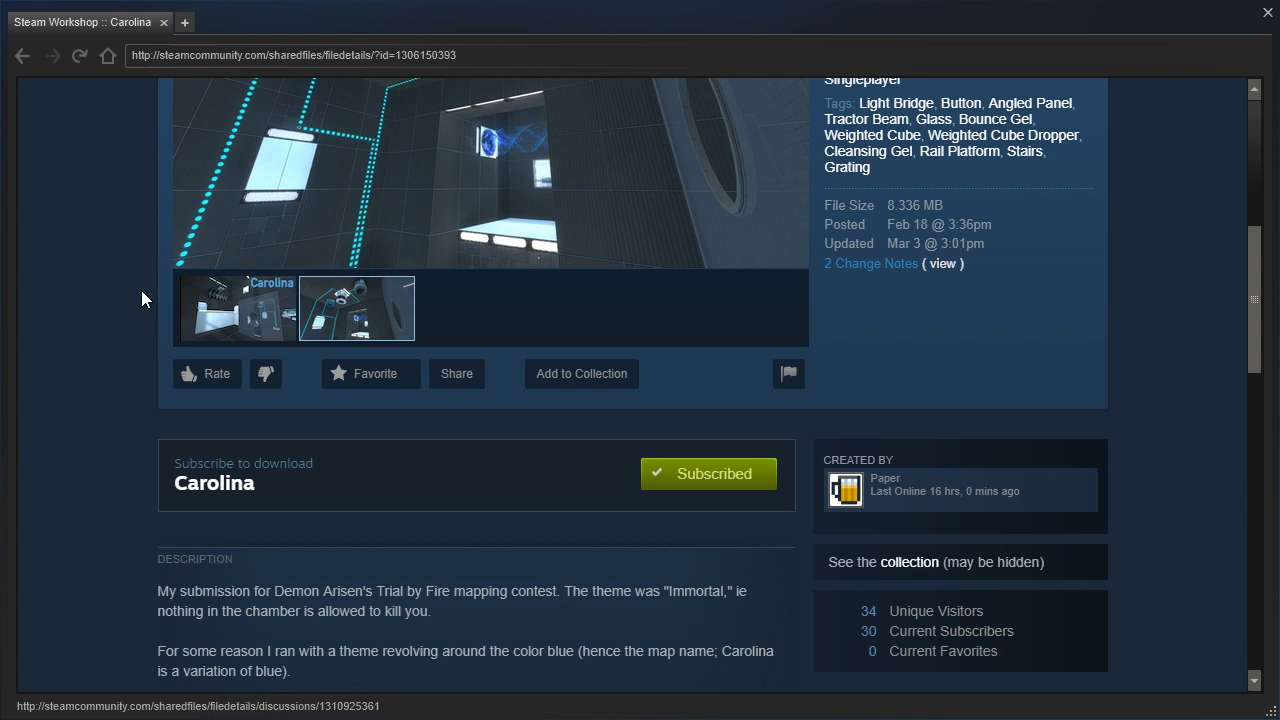 Steam Workshop :: Carolina
http://steamcommunity.com/sharedfiles/filedetails/?id=1306150393
Singleplayer
Tags: Light Bridge, Button, Angled Panel,
Tractor Beam, Glass, Bounce Gel,
Weighted Cube, Weighted Cube Dropper,
Cleansing Gel, Rail Platform, Stairs,
Grating
File Size 8.336 MB
Posted Feb 18 @ 3:36pm
Updated Mar 3 @ 3:01pm
2 Change Notes ( view )
Carolina
Rate
Favorite
Share
Add to Collection
Subscribe to download
Carolina
Subscribed
CREATED BY
Paper
Last Online 16 hrs, 0 mins ago
See the collection (may be hidden)
34 Unique Visitors
30 Current Subscribers
0 Current Favorites
DESCRIPTION
My submission for Demon Arisen's Trial by Fire mapping contest. The theme was "Immortal," ie
nothing in the chamber is allowed to kill you.
For some reason I ran with a theme revolving around the color blue (hence the map name; Carolina
is a variation of blue).
http://steamcommunity.com/sharedfiles/filedetails/discussions/1310925361